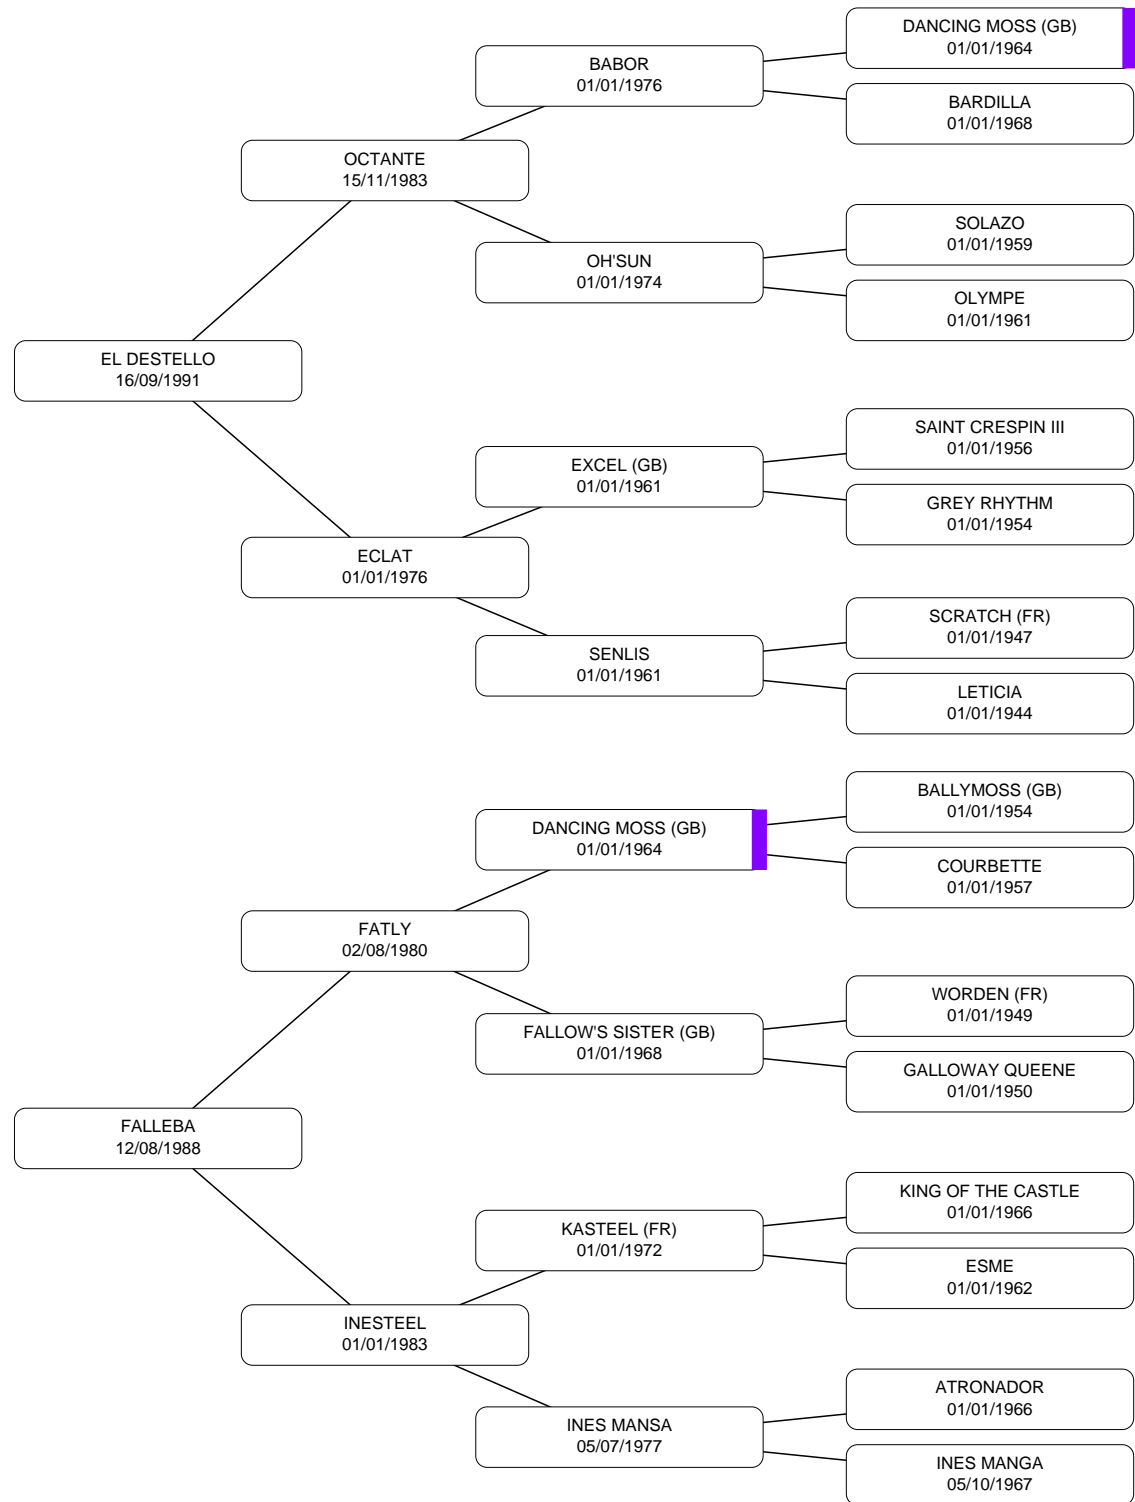 DANCING MOSS (GB)
01/01/1964
BABOR
01/01/1976
BARDILLA
01/01/1968
OCTANTE
15/11/1983
SOLAZO
01/01/1959
OH'SUN
01/01/1974
OLYMPE
01/01/1961
EL DESTELLO
16/09/1991
SAINT CRESPIN III
01/01/1956
EXCEL (GB)
01/01/1961
GREY RHYTHM
01/01/1954
ECLAT
01/01/1976
SCRATCH (FR)
01/01/1947
SENLIS
01/01/1961
LETICIA
01/01/1944
BALLYMOSS (GB)
01/01/1954
DANCING MOSS (GB)
01/01/1964
COURBETTE
01/01/1957
FATLY
02/08/1980
WORDEN (FR)
01/01/1949
FALLOW'S SISTER (GB)
01/01/1968
GALLOWAY QUEENE
01/01/1950
FALLEBA
12/08/1988
KING OF THE CASTLE
01/01/1966
KASTEEL (FR)
01/01/1972
ESME
01/01/1962
INESTEEL
01/01/1983
ATRONADOR
01/01/1966
INES MANSA
05/07/1977
INES MANGA
05/10/1967